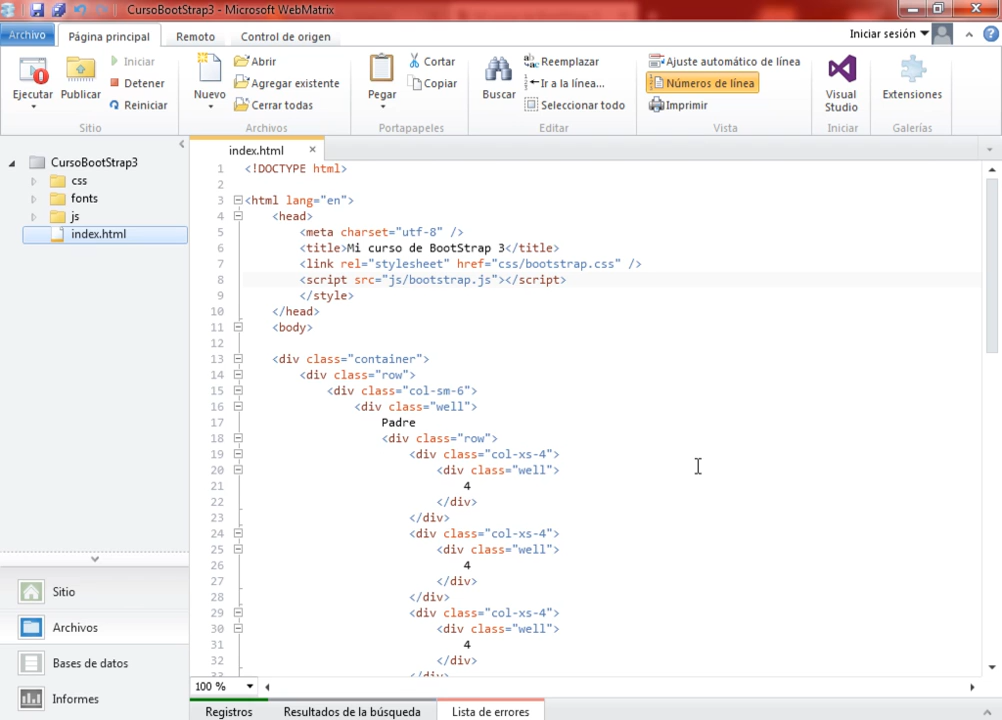 CursoBootStrap3 - Microsoft WebMatrix
Archivo Página principal Remoto Control de origen Iniciar sesión
Ejecutar
Publicar
Iniciar
Detener
Reiniciar
Sitio
Nuevo
Abrir
Agregar existente
Cerrar todas
Archivos
Pegar
Cortar
Copiar
Portapapeles
Buscar
Reemplazar
Ir a la línea...
Seleccionar todo
Editar
Ajuste automático de línea
Números de línea
Imprimir
Vista
Visual
Studio
Iniciar
Extensiones
Galerías
CursoBootStrap3
css
fonts
js
index.html
Sitio
Archivos
Bases de datos
Informes
index.html
1 <!DOCTYPE html>
2
3 <html lang="en">
4 <head>
5 <meta charset="utf-8" />
6 <title>Mi curso de BootStrap 3</title>
7 <link rel="stylesheet" href="css/bootstrap.css" />
8 <script src="js/bootstrap.js"></script>
9 </style>
10 </head>
11 <body>
12
13 <div class="container">
14 <div class="row">
15 <div class="col-sm-6">
16 <div class="well">
17 Padre
18 <div class="row">
19 <div class="col-xs-4">
20 <div class="well">
21 4
22 </div>
23 </div>
24 <div class="col-xs-4">
25 <div class="well">
26 4
27 </div>
28 </div>
29 <div class="col-xs-4">
30 <div class="well">
31 4
32 </div>
33 </div>
100 %
Registros Resultados de la búsqueda Lista de errores